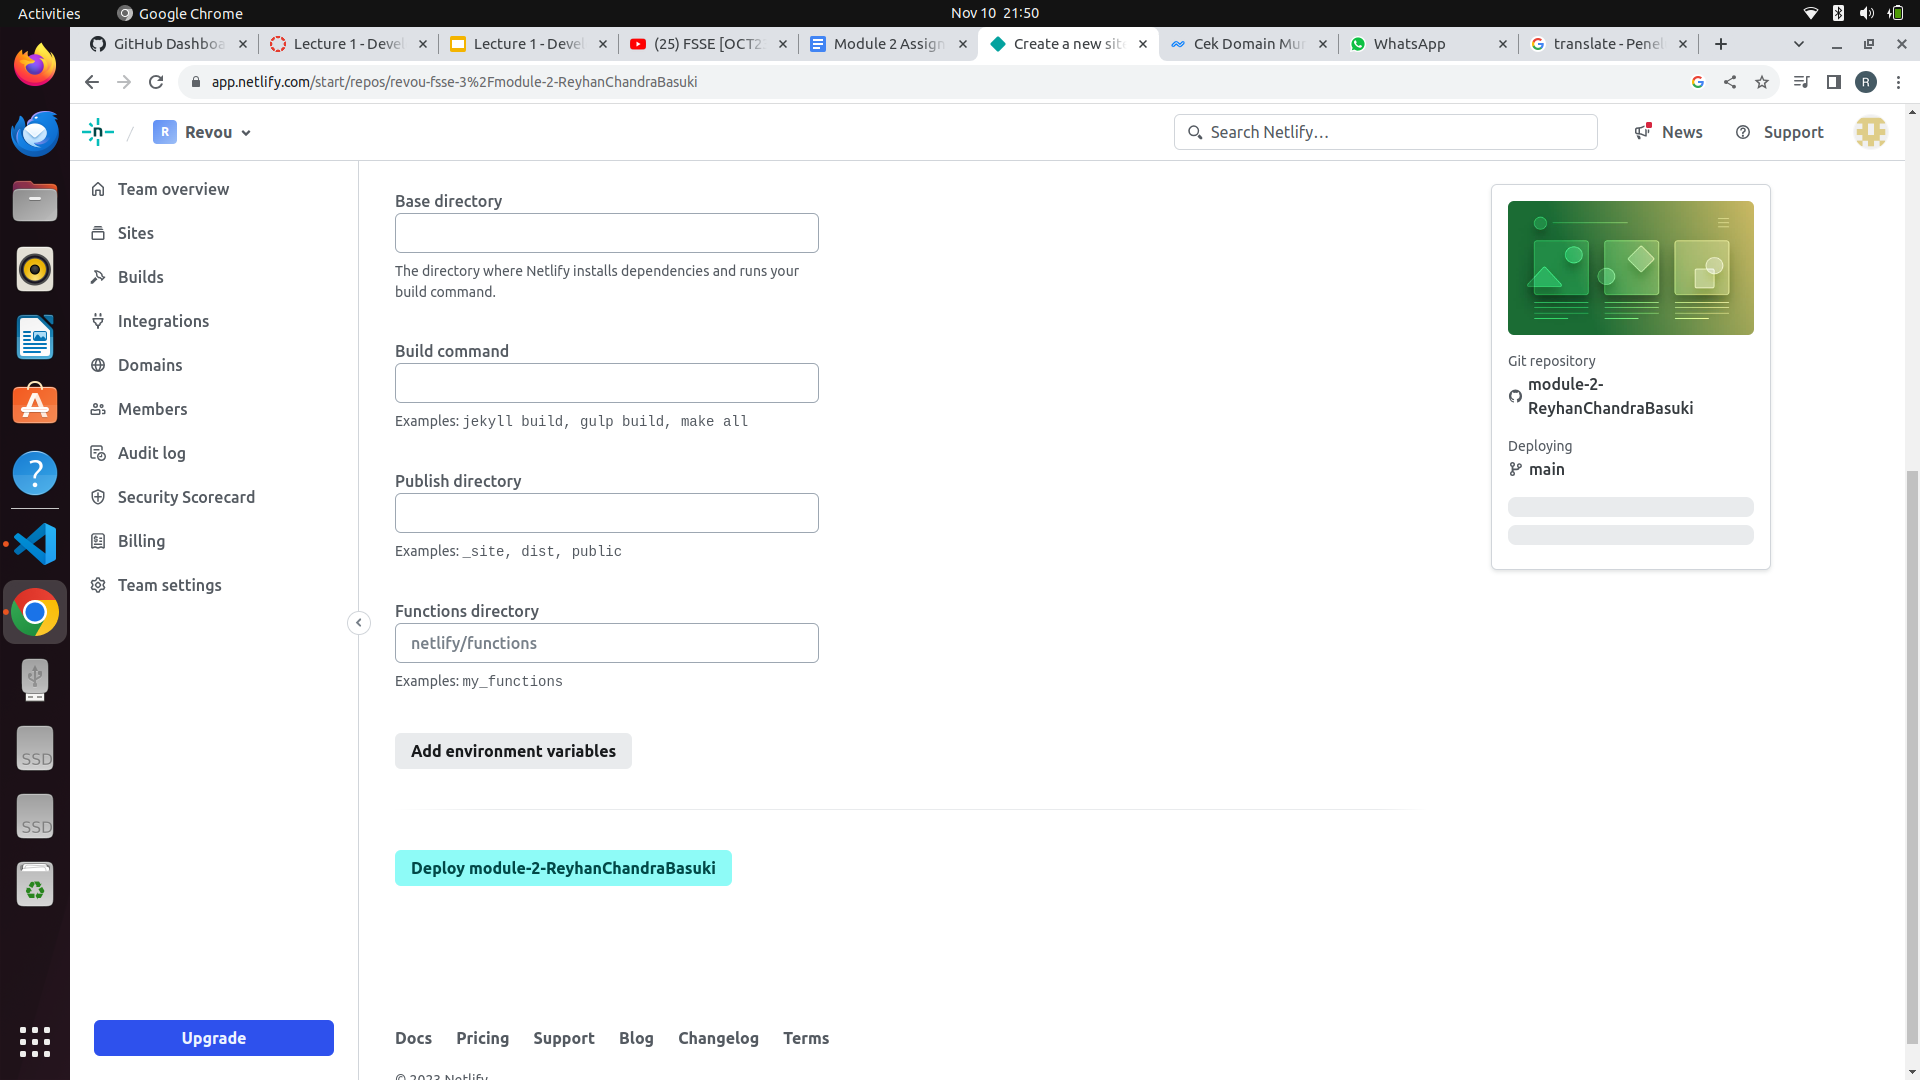 Activities
Google Chrome
Nov 10 21:50
GitHub Dashboa
Lecture 1 - Devel
Lecture 1 - Devel
(25) FSSE [OCT23
Module 2 Assign
Create a new site
Cek Domain Mur
WhatsApp
translate - Penel
app.netlify.com/start/repos/revou-fsse-3%2Fmodule-2-ReyhanChandraBasuki
R
R
Revou
Search Netlify...
News
Support
Team overview
Sites
Builds
Integrations
Domains
Members
Audit log
Security Scorecard
Billing
Team settings
Upgrade
Base directory
The directory where Netlify installs dependencies and runs your
build command.
Build command
Examples: jekyll build, gulp build, make all
Publish directory
Examples: _site, dist, public
Functions directory
netlify/functions
Examples: my_functions
Add environment variables
Deploy module-2-ReyhanChandraBasuki
Git repository
module-2-
ReyhanChandraBasuki
Deploying
main
Docs Pricing Support Blog Changelog Terms
© 2023 Netlify
SSD
SSD